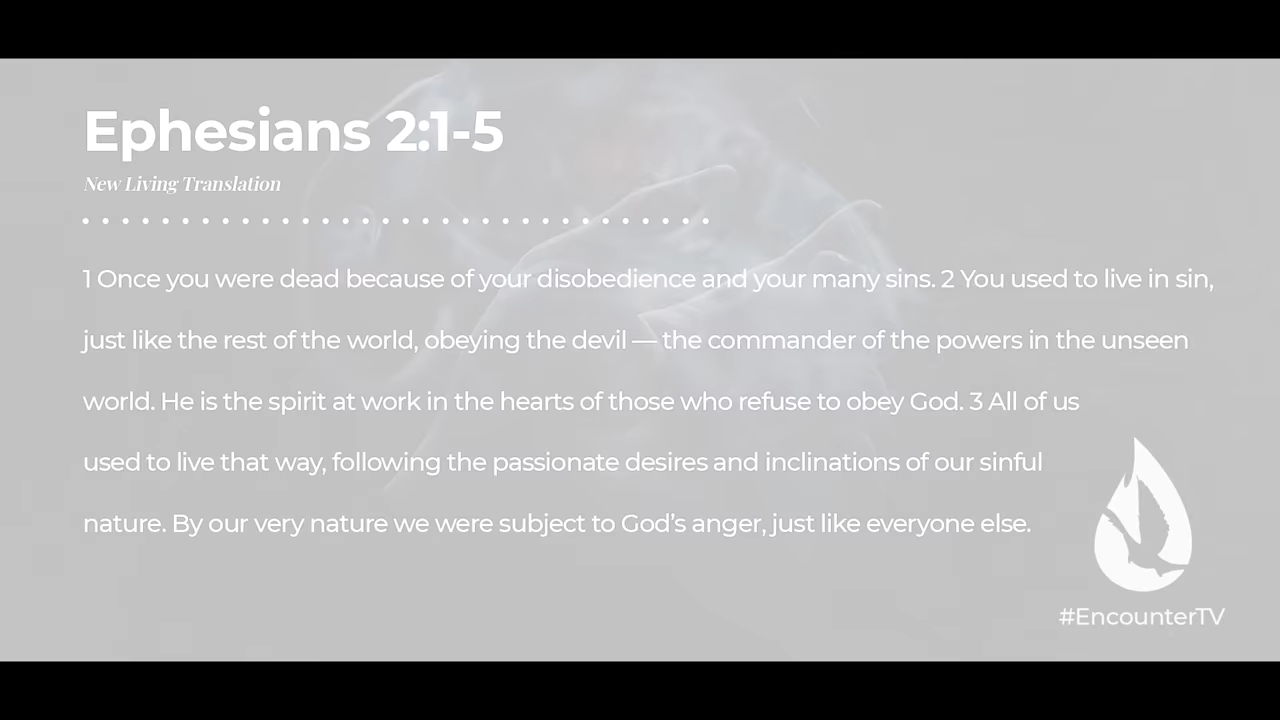 Ephesians 2:1-5
New Living Translation
1 Once you were dead because of your disobedience and your many sins. 2 You used to live in sin,
just like the rest of the world, obeying the devil — the commander of the powers in the unseen
world. He is the spirit at work in the hearts of those who refuse to obey God. 3 All of us
used to live that way, following the passionate desires and inclinations of our sinful
nature. By our very nature we were subject to God’s anger, just like everyone else.
#EncounterTV